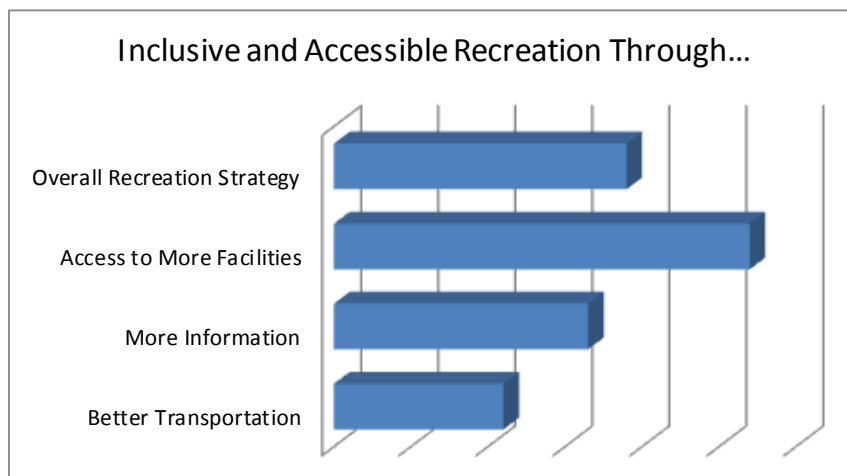 Inclusive and Accessible Recreation Through…
Overall Recreation Strategy
Access to More Facilities
More Information
Better Transportation